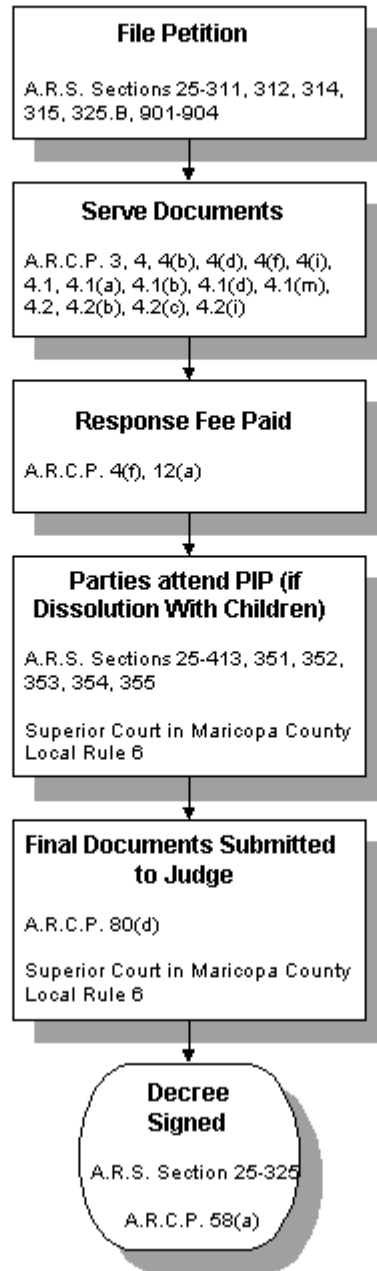 File Petition
A.R.S. Sections 25-311, 312, 314,
315, 325.B, 901-904
Serve Documents
A.R.C.P. 3, 4, 4(b), 4(d), 4(f), 4(i),
4.1, 4.1(a), 4.1(b), 4.1(d), 4.1(m),
4.2, 4.2(b), 4.2(c), 4.2(i)
Response Fee Paid
A.R.C.P. 4(f), 12(a)
Parties attend PIP (if
Dissolution With Children)
A.R.S. Sections 25-413, 351, 352,
353, 354, 355
Superior Court in Maricopa County
Local Rule 6
Final Documents Submitted
to Judge
A.R.C.P. 80(d)
Superior Court in Maricopa County
Local Rule 6
Decree
Signed
A.R.S. Section 25-325
A.R.C.P. 58(a)